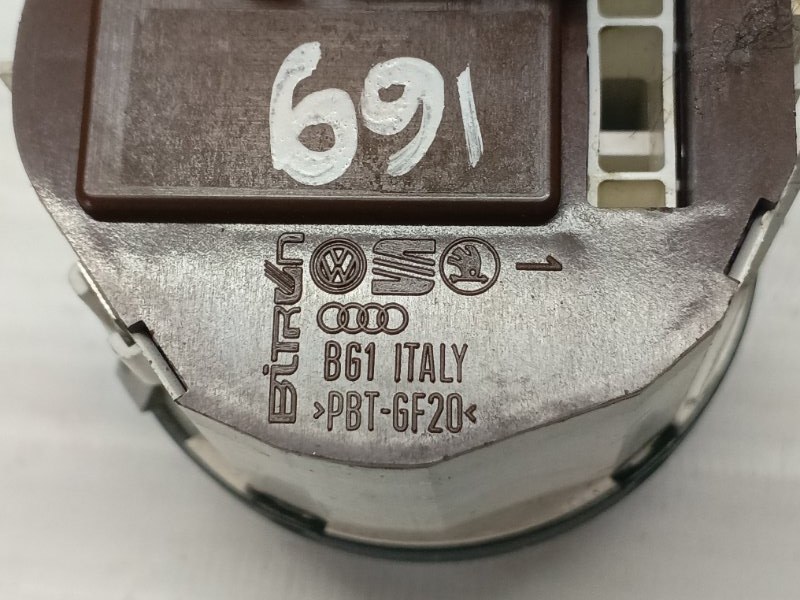 691
BiTRON
1
BG1 ITALY
>PBT-GF20<